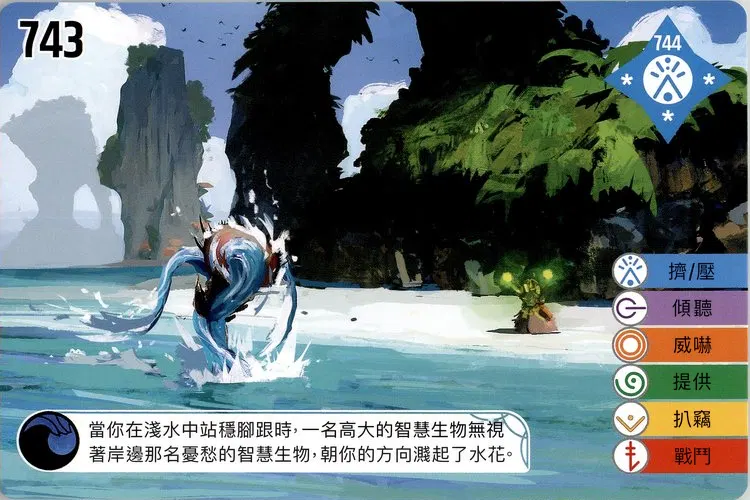 743
744
擠/壓
傾聽
威嚇
提供
扒竊
戰鬥
當你在淺水中站穩腳跟時,一名高大的智慧生物無視
著岸邊那名憂愁的智慧生物,朝你的方向濺起了水花。